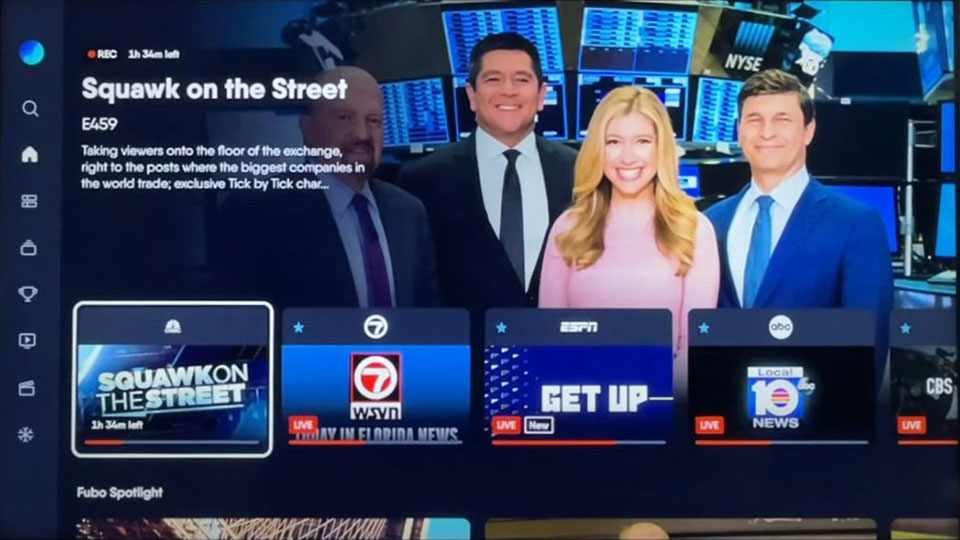 REC 1h 34m left
NYSE
Squawk on the Street
E459
Taking viewers onto the floor of the exchange,
right to the posts where the biggest companies in
the world trade; exclusive Tick by Tick char...
CNBC
SQUAWK ON
THE STREET
1h 34m left
7
7
WSVN
LIVE
TODAY IN FLORIDA NEWS
ESPN
GET UP
LIVE New
abc
Local
10 abc
NEWS
LIVE
CBS
LIVE
Fubo Spotlight